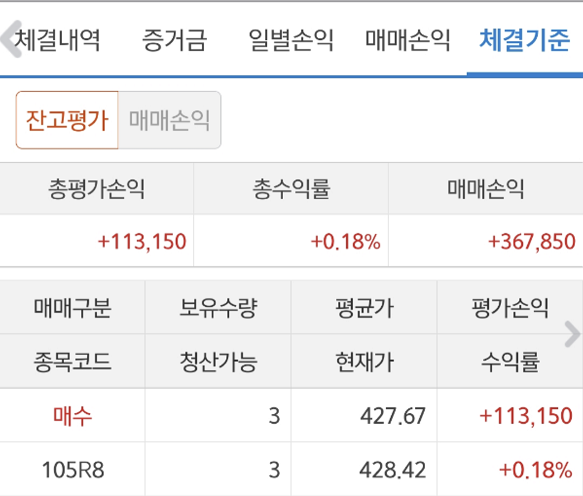 체결내역 증거금 일별손익 매매손익 체결기준
잔고평가 매매손익
총평가손익 총수익률 매매손익
+113,150 +0.18% +367,850
매매구분 보유수량 평균가 평가손익
종목코드 청산가능 현재가 수익률
매수 3 427.67 +113,150
105R8 3 428.42 +0.18%